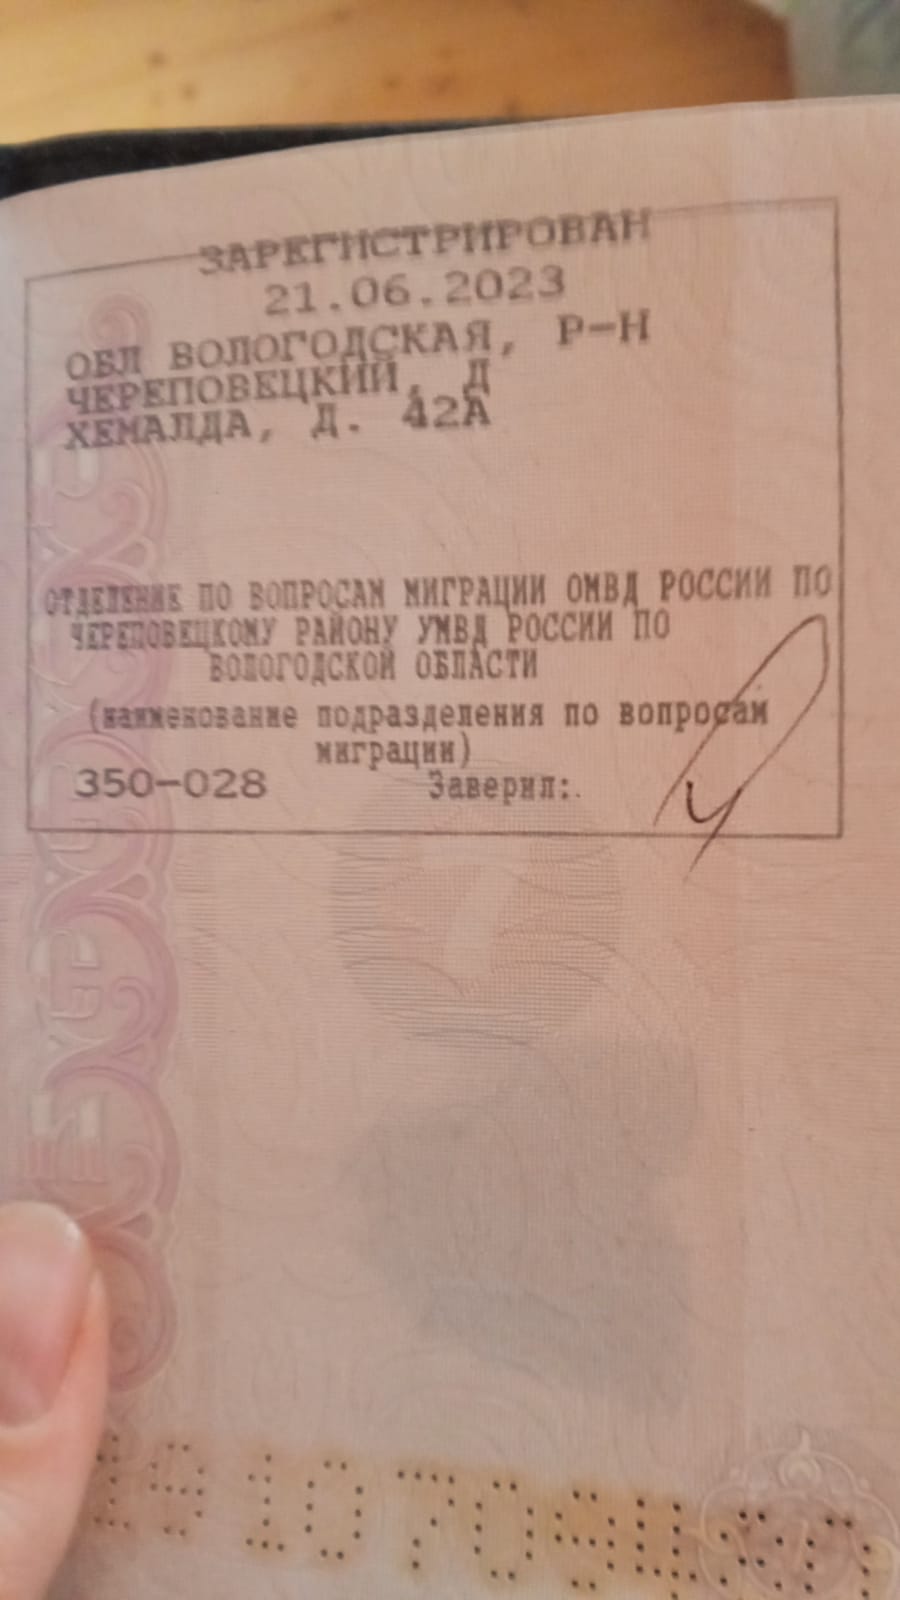 ЗАРЕГИСТРИРОВАН
21.06.2023
ОБЛ ВОЛОГОДСКАЯ, Р-Н
ЧЕРЕПОВЕЦКИЙ, Д
ХЕМАЛДА, Д. 42А
ОТДЕЛЕНИЕ ПО ВОПРОСАМ МИГРАЦИИ ОМВД РОССИИ ПО
ЧЕРЕПОВЕЦКОМУ РАЙОНУ УМВД РОССИИ ПО
ВОЛОГОДСКОЙ ОБЛАСТИ
(наименование подразделения по вопросам
миграции)
350-028 Заверил: